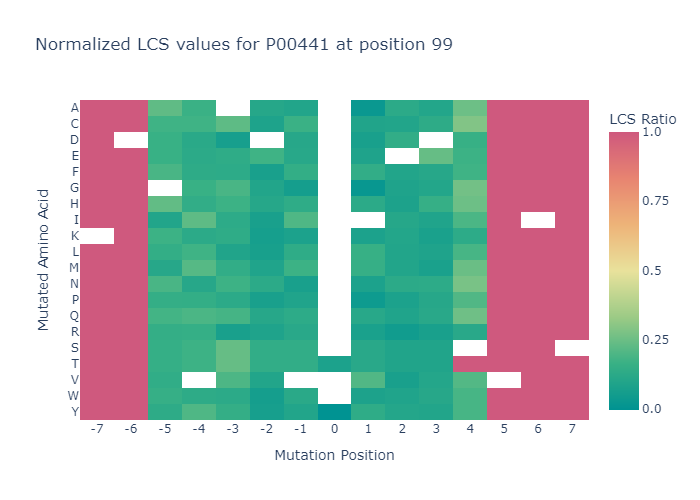 Normalized LCS values for P00441 at position 99
LCS Ratio
1.0
0.75
0.5
0.25
0.0
Mutated Amino Acid
A
C
D
E
F
G
H
I
K
L
M
N
P
Q
R
S
T
V
W
Y
-7 -6 -5 -4 -3 -2 -1 0 1 2 3 4 5 6 7
Mutation Position